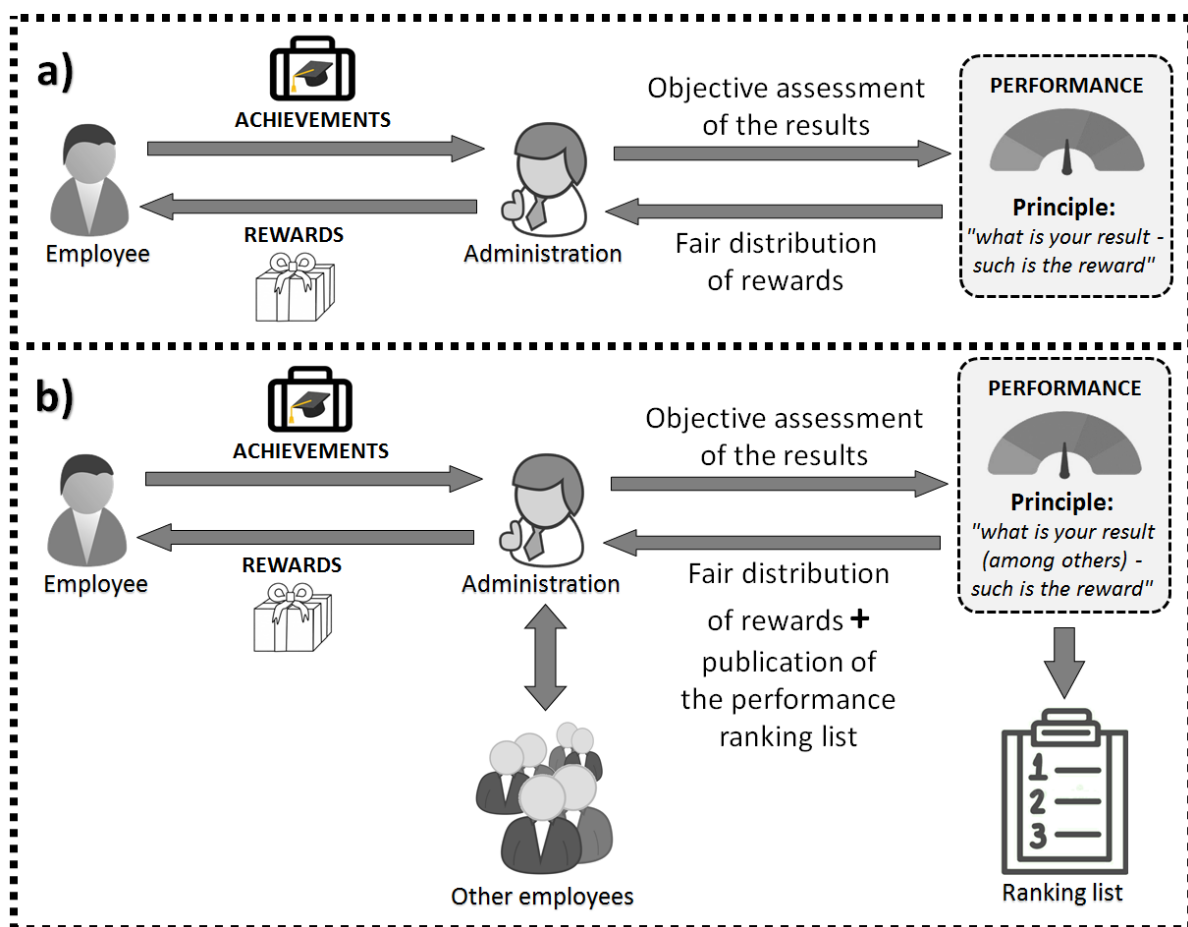 a)
ACHIEVEMENTS
Employee
REWARDS
Administration
Objective assessment
of the results
Fair distribution
of rewards
PERFORMANCE
Principle:
"what is your result -
such is the reward"
b)
ACHIEVEMENTS
Employee
REWARDS
Administration
Other employees
Objective assessment
of the results
Fair distribution
of rewards +
publication of
the performance
ranking list
PERFORMANCE
Principle:
"what is your result
(among others) -
such is the reward"
1
2
3
Ranking list